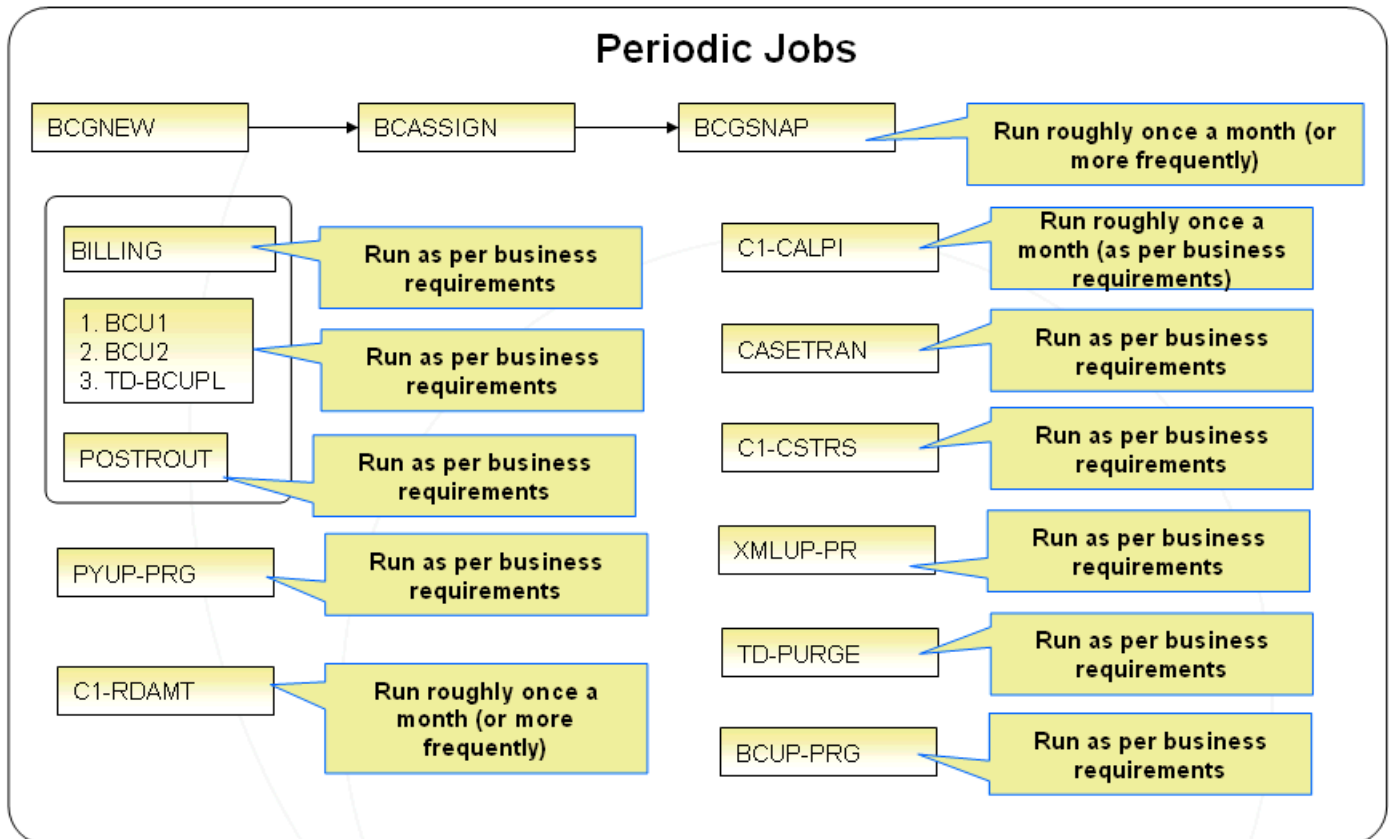 Periodic Jobs
BCGNEW
BCASSIGN
BCGSNAP
Run roughly once a month (or
more frequently)
BILLING
Run as per business
requirements
1. BCU1
2. BCU2
3. TD-BCUPL
Run as per business
requirements
POSTROUT
Run as per business
requirements
PYUP-PRG
Run as per business
requirements
C1-RDAMT
Run roughly once a
month (or more
frequently)
C1-CALPI
Run roughly once a
month (as per business
requirements)
CASETRAN
Run as per business
requirements
C1-CSTRS
Run as per business
requirements
XMLUP-PR
Run as per business
requirements
TD-PURGE
Run as per business
requirements
BCUP-PRG
Run as per business
requirements